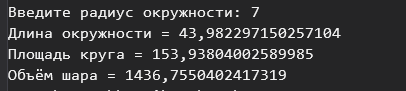 Введите радиус окружности: 7
Длина окружности = 43,982297150257104
Площадь круга = 153,93804002589985
Объём шара = 1436,7550402417319